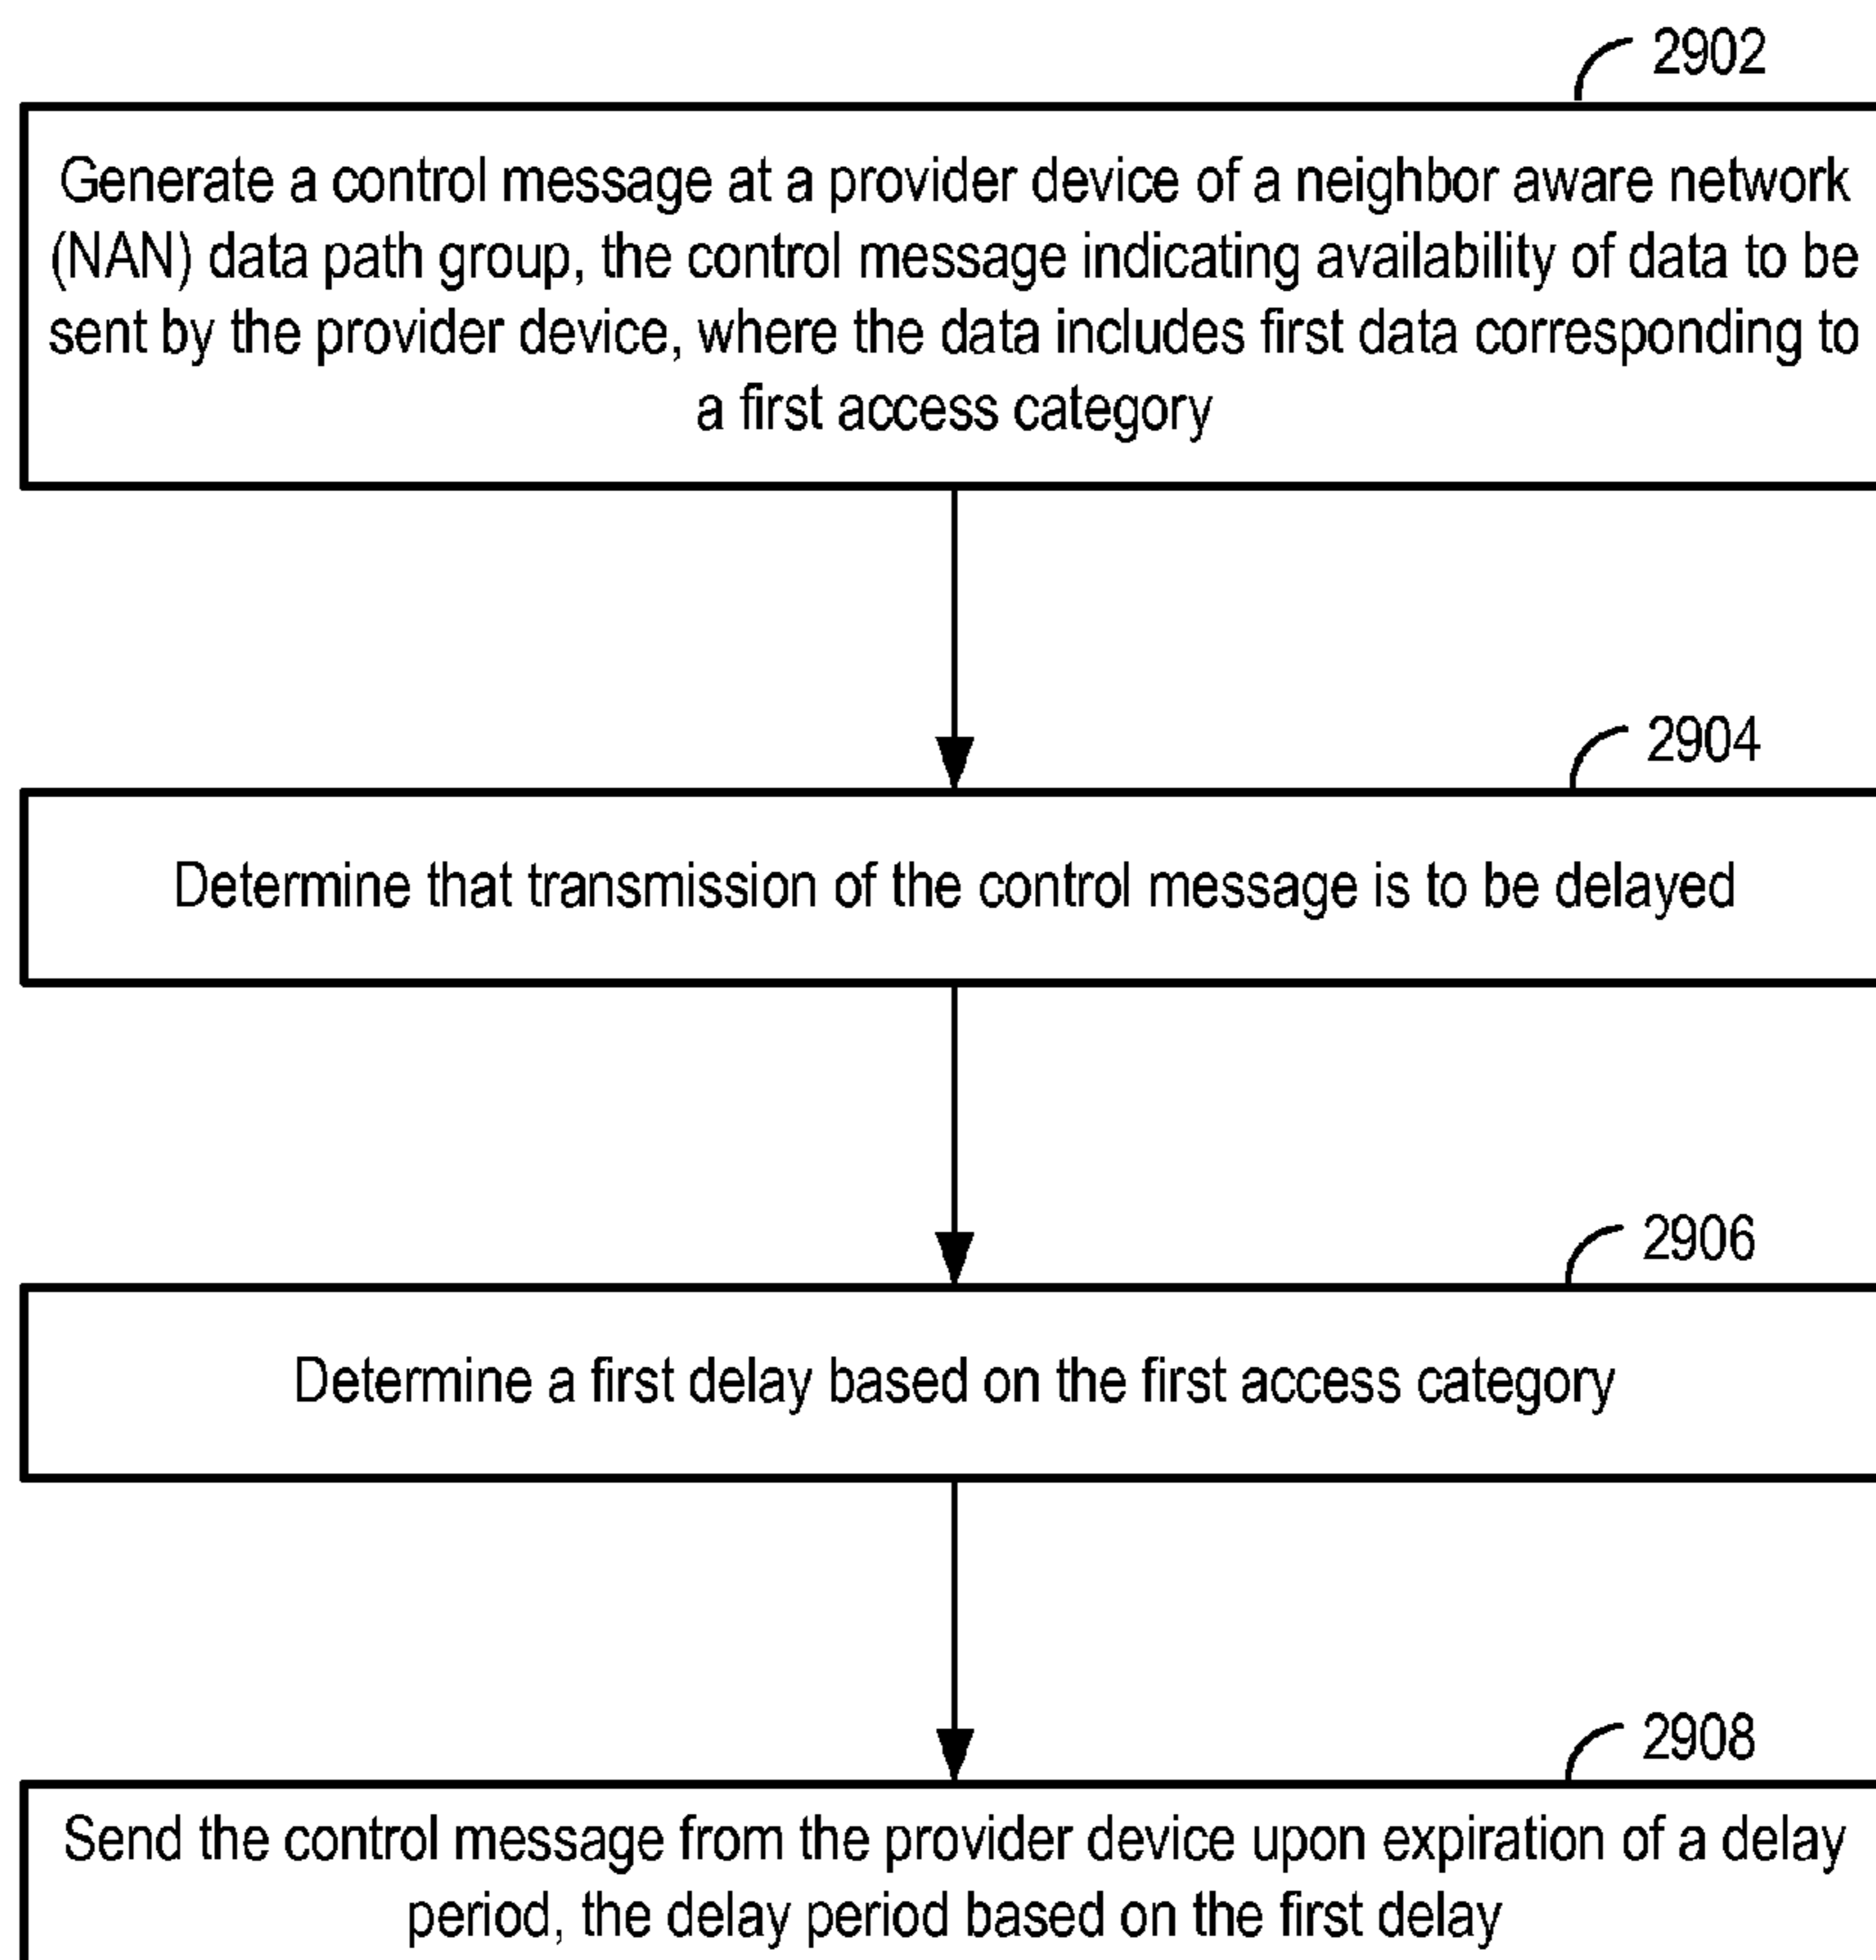 2902
Generate a control message at a provider device of a neighbor aware network
(NAN) data path group, the control message indicating availability of data to be
sent by the provider device, where the data includes first data corresponding to
a first access category
2904
Determine that transmission of the control message is to be delayed
2906
Determine a first delay based on the first access category
2908
Send the control message from the provider device upon expiration of a delay
period, the delay period based on the first delay